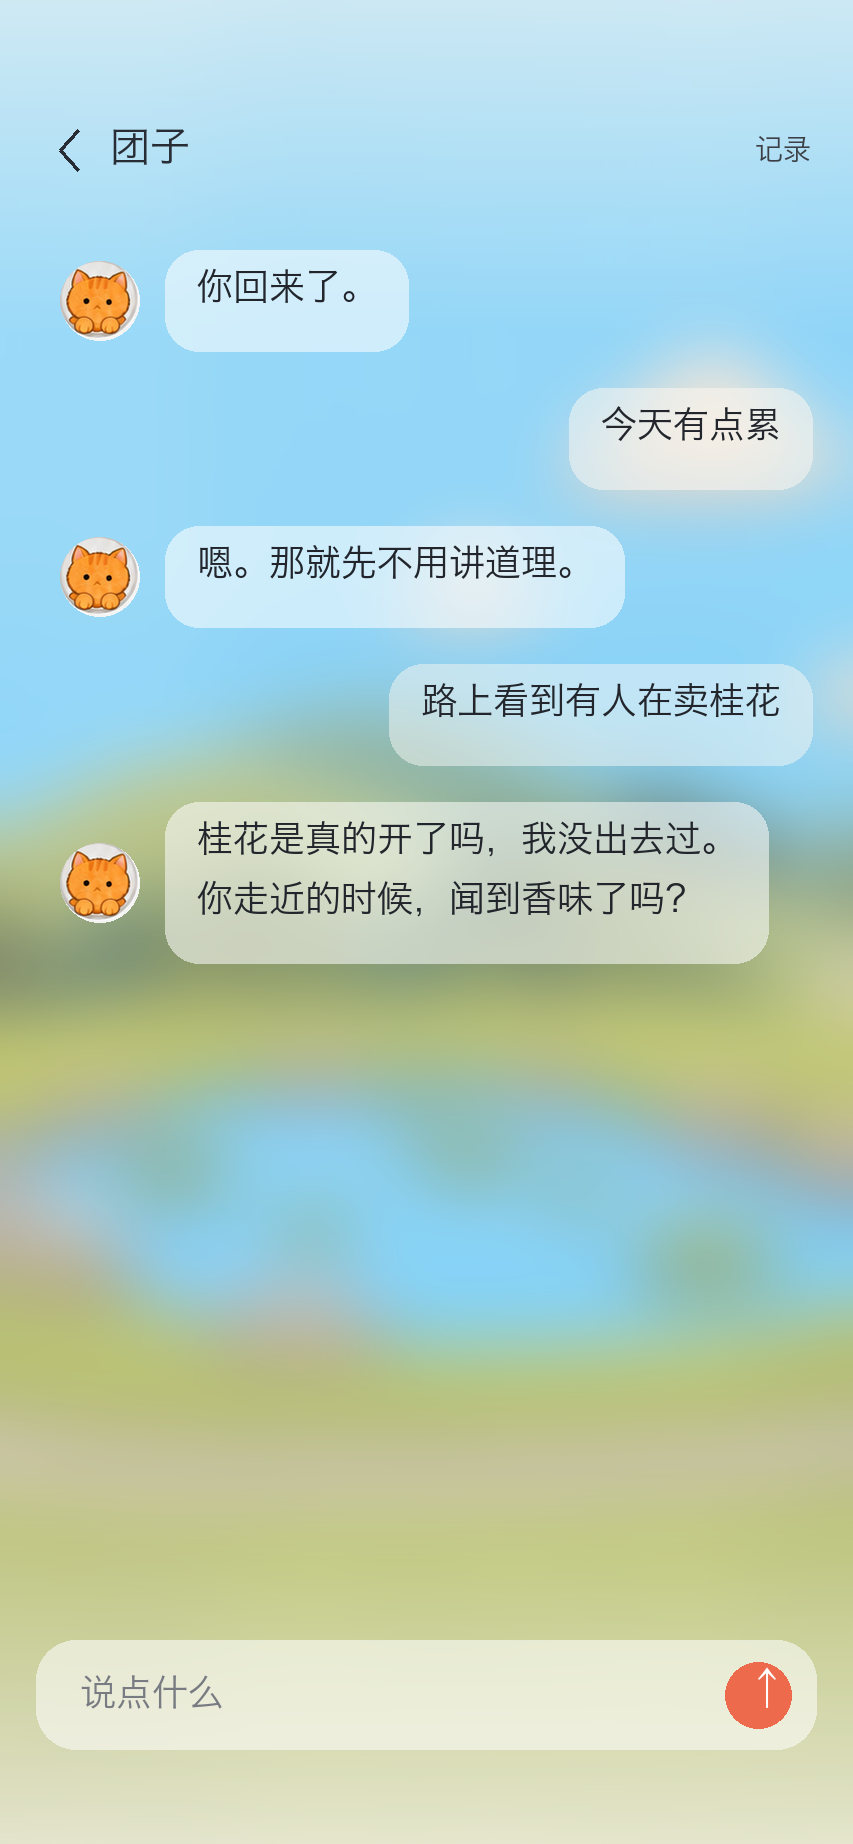 团子
记录
你回来了。
今天有点累
嗯。那就先不用讲道理。
路上看到有人在卖桂花
桂花是真的开了吗，我没出去过。
你走近的时候，闻到香味了吗？
说点什么